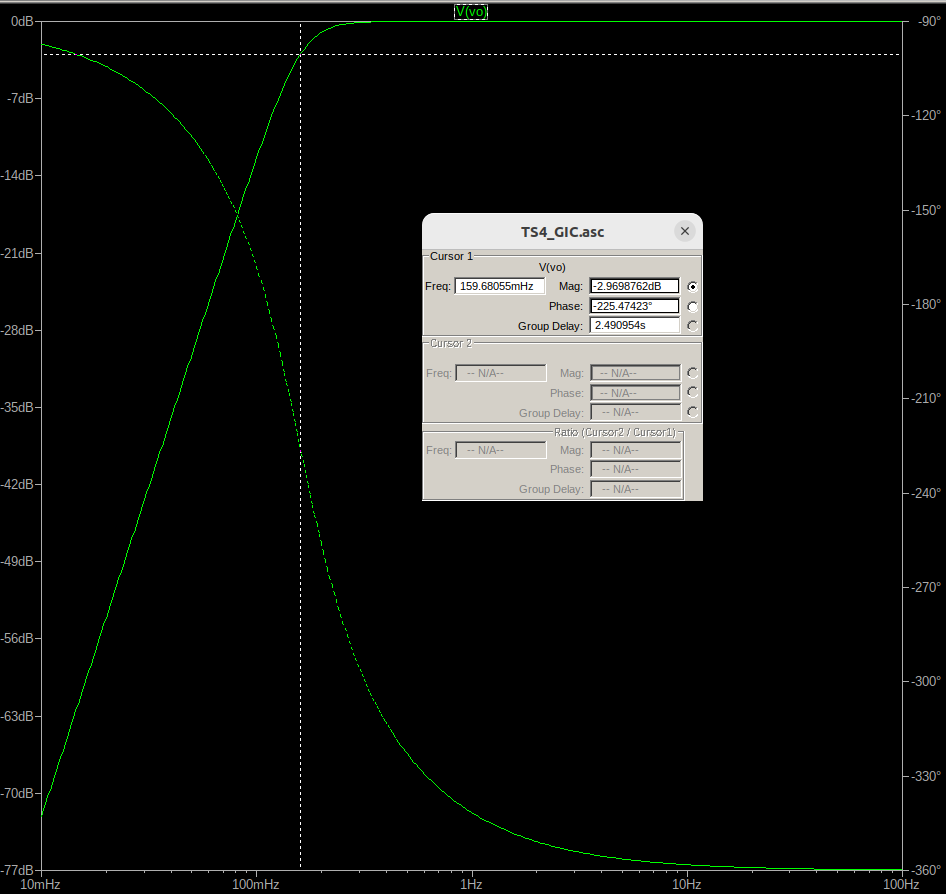 V(vo)
0dB
-7dB
-14dB
-21dB
-28dB
-35dB
-42dB
-49dB
-56dB
-63dB
-70dB
-77dB
-90°
-120°
-150°
-180°
-210°
-240°
-270°
-300°
-330°
-360°
10mHz 100mHz 1Hz 10Hz 100Hz
TS4_GIC.asc
Cursor 1
V(vo)
Freq: 159.68055mHz Mag: -2.9698762dB
Phase: -225.47423°
Group Delay: 2.490954s
Cursor 2
Freq: -- N/A-- Mag: -- N/A--
Phase: -- N/A--
Group Delay: -- N/A--
Ratio (Cursor2 / Cursor1)
Freq: -- N/A-- Mag: -- N/A--
Phase: -- N/A--
Group Delay: -- N/A--